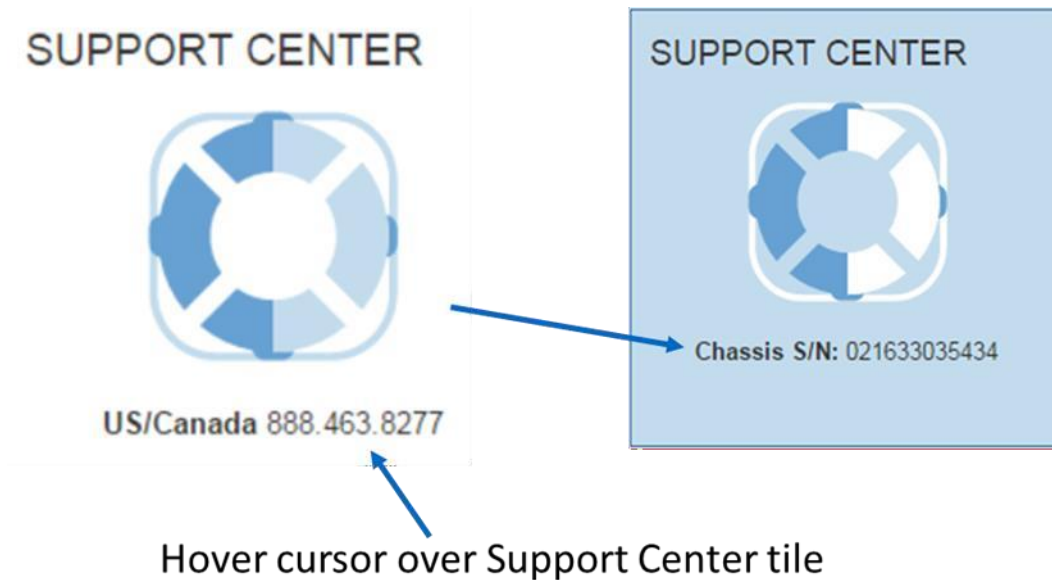 SUPPORT CENTER
US/Canada 888.463.8277
SUPPORT CENTER
Chassis S/N: 021633035434
Hover cursor over Support Center tile